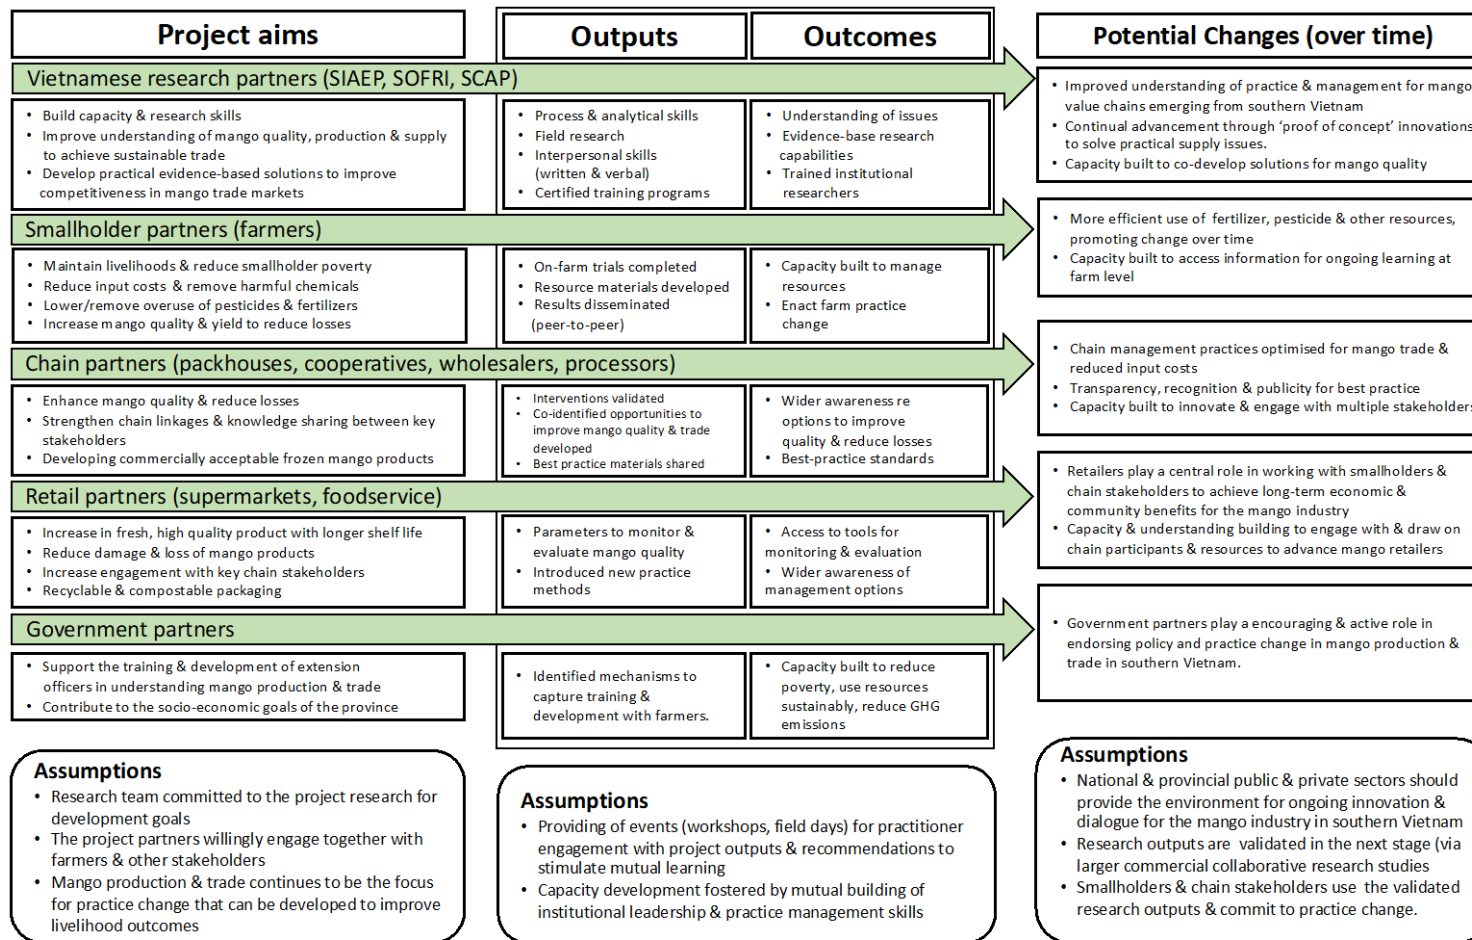 Project aims
Outputs
Outcomes
Potential Changes (over time)
Vietnamese research partners (SIAEP, SOFRI, SCAP)
• Build capacity & research skills
• Improve understanding of mango quality, production & supply
to achieve sustainable trade
• Develop practical evidence-based solutions to improve
competitiveness in mango trade markets
• Process & analytical skills
• Field research
• Interpersonal skills
(written & verbal)
• Certified training programs
• Understanding of issues
• Evidence-base research
capabilities
• Trained institutional
researchers
• Improved understanding of practice & management for mango
value chains emerging from southern Vietnam
• Continual advancement through ‘proof of concept’ innovations
to solve practical supply issues.
• Capacity built to co-develop solutions for mango quality
Smallholder partners (farmers)
• Maintain livelihoods & reduce smallholder poverty
• Reduce input costs & remove harmful chemicals
• Lower/remove overuse of pesticides & fertilizers
• Increase mango quality & yield to reduce losses
• On-farm trials completed
• Resource materials developed
• Results disseminated
(peer-to-peer)
• Capacity built to manage
resources
• Enact farm practice
change
• More efficient use of fertilizer, pesticide & other resources,
promoting change over time
• Capacity built to access information for ongoing learning at
farm level
Chain partners (packhouses, cooperatives, wholesalers, processors)
• Enhance mango quality & reduce losses
• Strengthen chain linkages & knowledge sharing between key
stakeholders
• Developing commercially acceptable frozen mango products
• Interventions validated
• Co-identified opportunities to
improve mango quality & trade
developed
• Best practice materials shared
• Wider awareness re
options to improve
quality & reduce losses
• Best-practice standards
• Chain management practices optimised for mango trade &
reduced input costs
• Transparency, recognition & publicity for best practice
• Capacity built to innovate & engage with multiple stakeholders
Retail partners (supermarkets, foodservice)
• Increase in fresh, high quality product with longer shelf life
• Reduce damage & loss of mango products
• Increase engagement with key chain stakeholders
• Recyclable & compostable packaging
• Parameters to monitor &
evaluate mango quality
• Introduced new practice
methods
• Access to tools for
monitoring & evaluation
• Wider awareness of
management options
• Retailers play a central role in working with smallholders &
chain stakeholders to achieve long-term economic &
community benefits for the mango industry
• Capacity & understanding building to engage with & draw on
chain participants & resources to advance mango retailers
Government partners
• Support the training & development of extension
officers in understanding mango production & trade
• Contribute to the socio-economic goals of the province
• Identified mechanisms to
capture training &
development with farmers.
• Capacity built to reduce
poverty, use resources
sustainably, reduce GHG
emissions
• Government partners play a encouraging & active role in
endorsing policy and practice change in mango production &
trade in southern Vietnam.
Assumptions
• Research team committed to the project research for
development goals
• The project partners willingly engage together with
farmers & other stakeholders
• Mango production & trade continues to be the focus
for practice change that can be developed to improve
livelihood outcomes
Assumptions
• Providing of events (workshops, field days) for practitioner
engagement with project outputs & recommendations to
stimulate mutual learning
• Capacity development fostered by mutual building of
institutional leadership & practice management skills
Assumptions
• National & provincial public & private sectors should
provide the environment for ongoing innovation &
dialogue for the mango industry in southern Vietnam
• Research outputs are validated in the next stage (via
larger commercial collaborative research studies
• Smallholders & chain stakeholders use the validated
research outputs & commit to practice change.